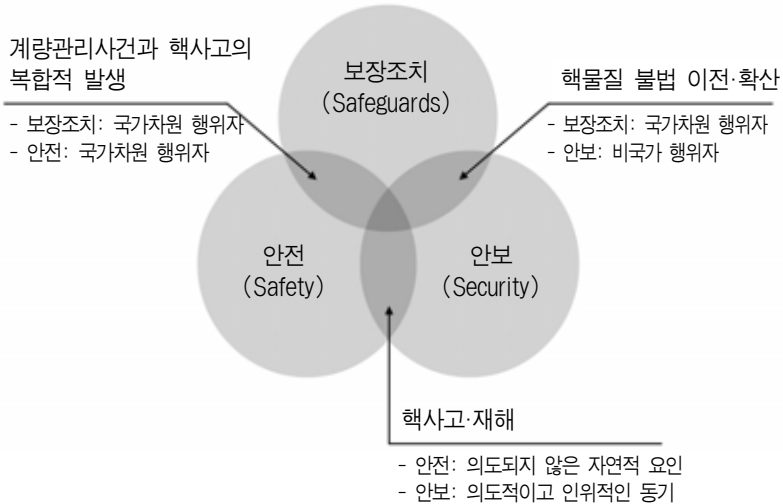 계량관리사건과 핵사고의
복합적 발생
- 보장조치: 국가차원 행위자
- 안전: 국가차원 행위자
보장조치
(Safeguards)
핵물질 불법 이전·확산
- 보장조치: 국가차원 행위자
- 안보: 비국가 행위자
안전
(Safety)
안보
(Security)
핵사고·재해
- 안전: 의도되지 않은 자연적 요인
- 안보: 의도적이고 인위적인 동기